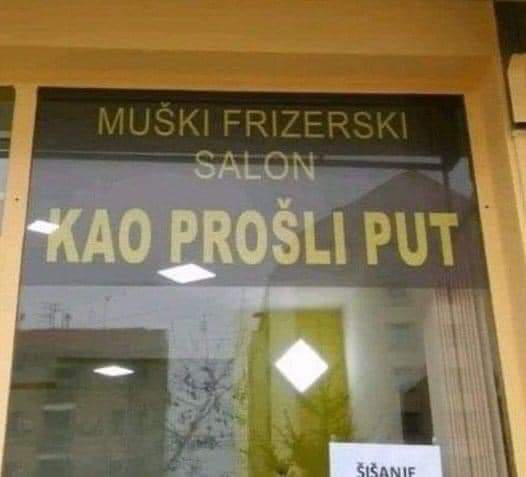 MUŠKI FRIZERSKI
SALON
KAO PROŠLI PUT
ŠIŠANJE